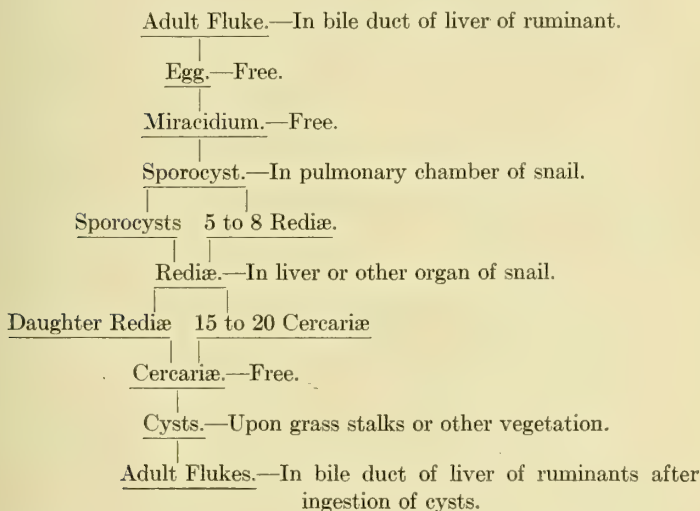 Adult Fluke.—In bile duct of liver of ruminant.
Egg.—Free.
Miracidium.—Free.
Sporocyst.—In pulmonary chamber of snail.
Sporocysts 5 to 8 Rediæ.
Rediæ.—In liver or other organ of snail.
Daughter Rediæ 15 to 20 Cercariæ
Cercariæ.—Free.
Cysts.—Upon grass stalks or other vegetation.
Adult Flukes.—In bile duct of liver of ruminants after
ingestion of cysts.